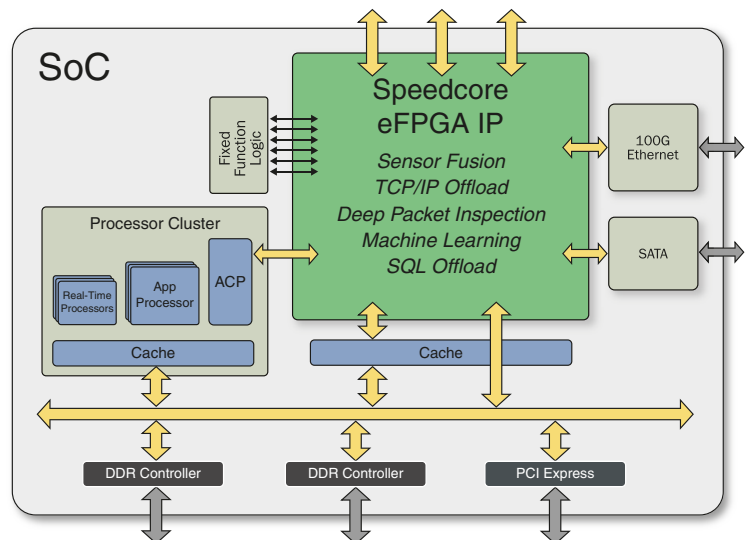 SoC
Speedcore
eFPGA IP
Sensor Fusion
TCP/IP Offload
Deep Packet Inspection
Machine Learning
SQL Offload
Fixed
Function
Logic
100G
Ethernet
SATA
Processor Cluster
Real-Time
Processors
App
Processor
ACP
Cache
Cache
DDR Controller
DDR Controller
PCI Express